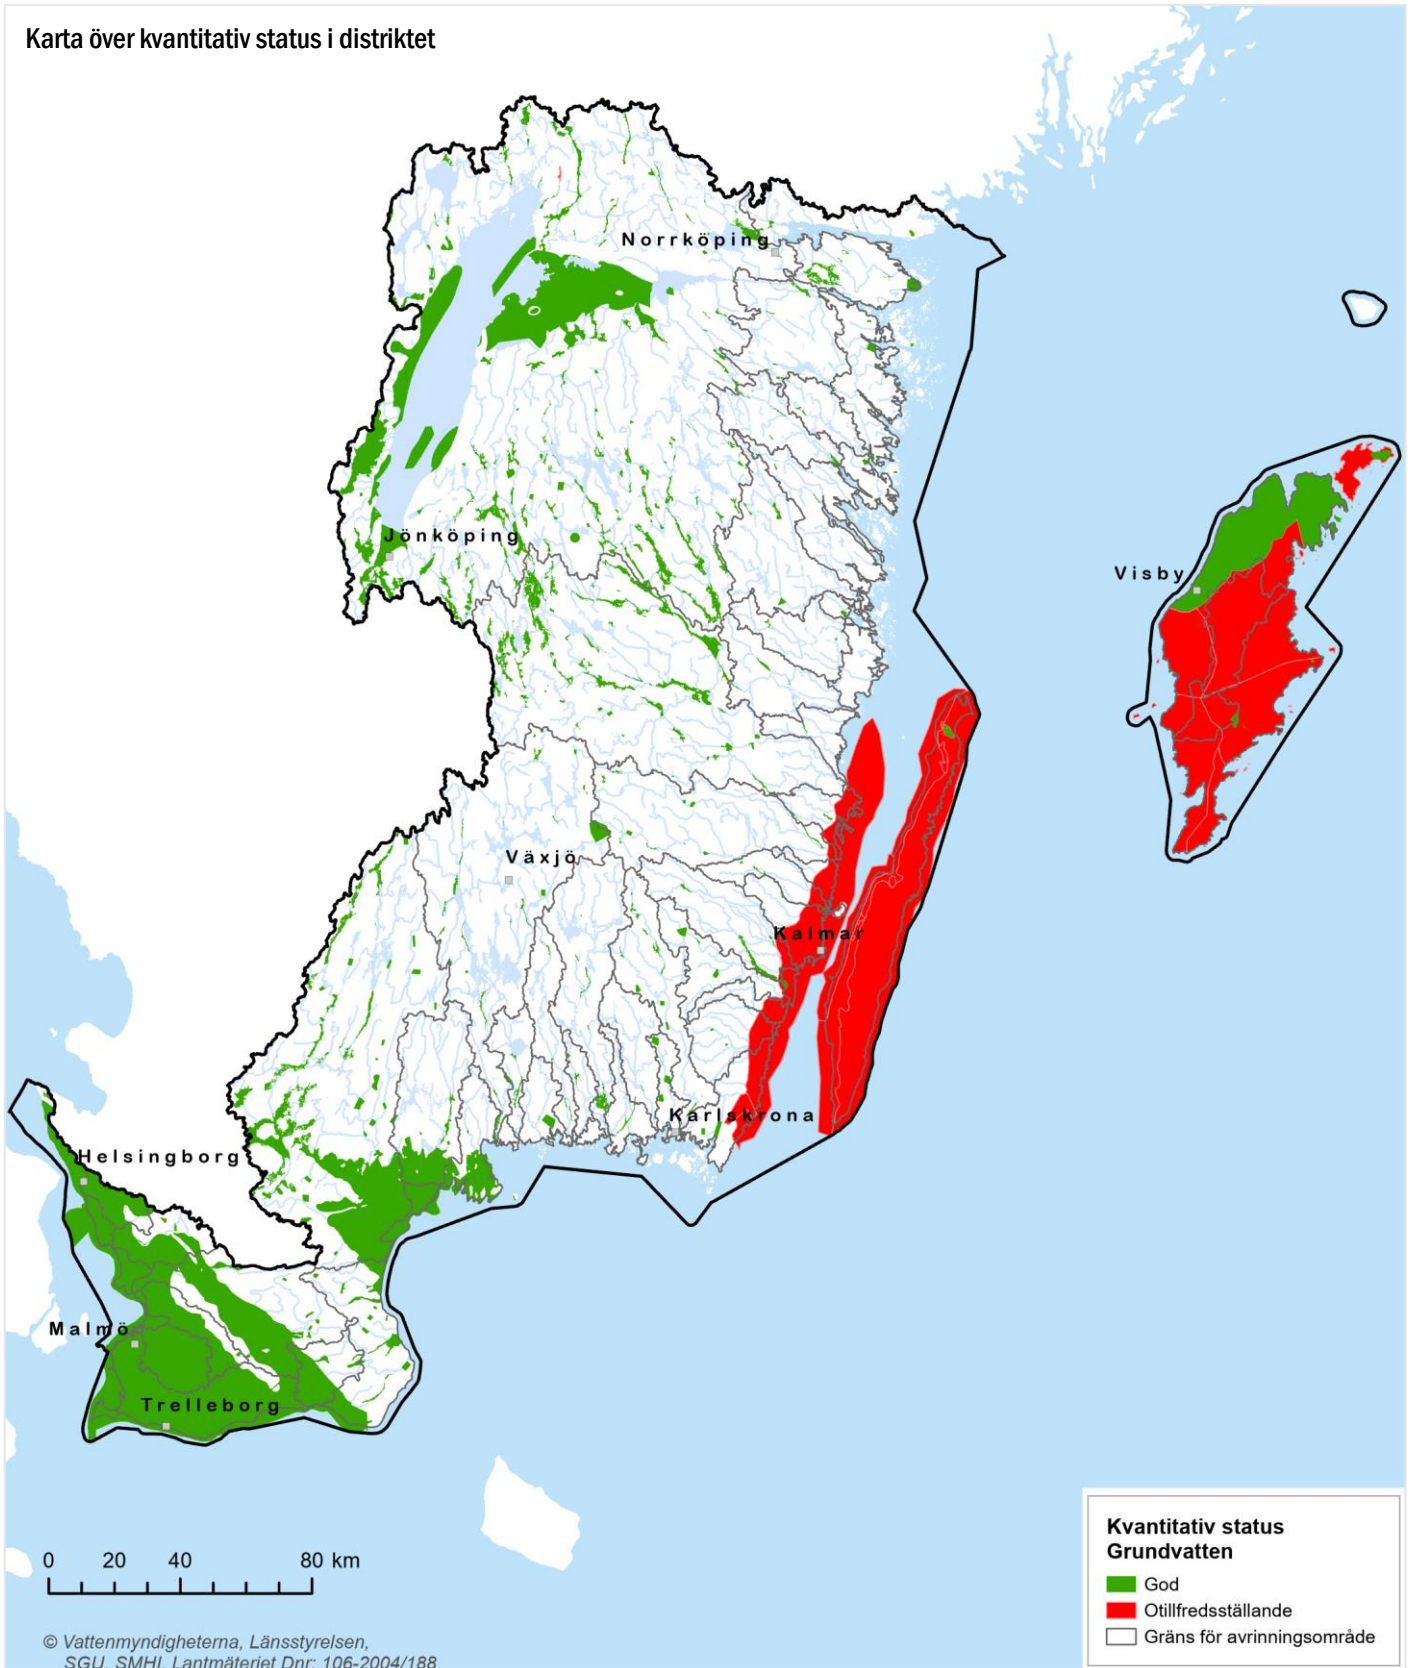 Karta över kvantitativ status i distriktet
Norrköping
Jönköping
Visby
Växjö
Kalmar
Karlskrona
Helsingborg
Malmö
Trelleborg
0 20 40 80 km
Kvantitativ status
Grundvatten
God
Otillfredsställande
Gräns för avrinningsområde
© Vattenmyndigheterna, Länsstyrelsen,
SGU, SMHI, Lantmäteriet Dnr: 106-2004/188